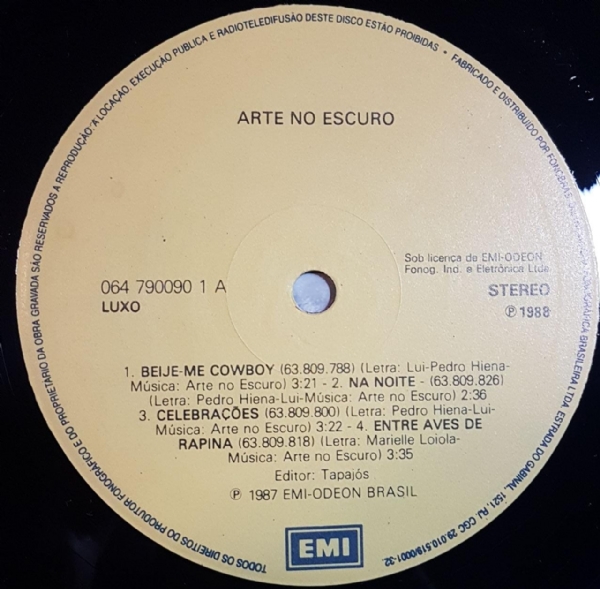 TODOS OS DIREITOS DO PRODUTOR FONOGRÁFICO E DO PROPRIETÁRIO DA OBRA GRAVADA SÃO RESERVADOS A REPRODUÇÃO. A LOCAÇÃO, EXECUÇÃO PUBLICA E RADIOTELEDIFUSÃO DESTE DISCO ESTÃO PROIBIDAS • FABRICADO E DISTRIBUÍDO POR FONOBRÁS BRASILEIRA LTDA. ESTRADA DO GABINAL, 1521, RJ CGC 29.010.519/0001-32
ARTE NO ESCURO
064 790090 1 A
LUXO
Sob licença de EMI-ODEON
Fonog. Ind. e Eletrônica Ltda
STEREO
℗ 1988
1. BEIJE-ME COWBOY (63.809.788) (Letra: Lui-Pedro Hiena-
Música: Arte no Escuro) 3:21 - 2. NA NOITE - (63.809.826)
(Letra: Pedro Hiena-Lui-Música: Arte no Escuro) 2:36
3. CELEBRAÇÕES (63.809.800) (Letra: Pedro Hiena-Lui-
Música: Arte no Escuro) 3:22 - 4. ENTRE AVES DE
RAPINA (63.809.818) (Letra: Marielle Loiola-
Música: Arte no Escuro) 3:35
Editor: Tapajós
℗ 1987 EMI-ODEON BRASIL
EMI